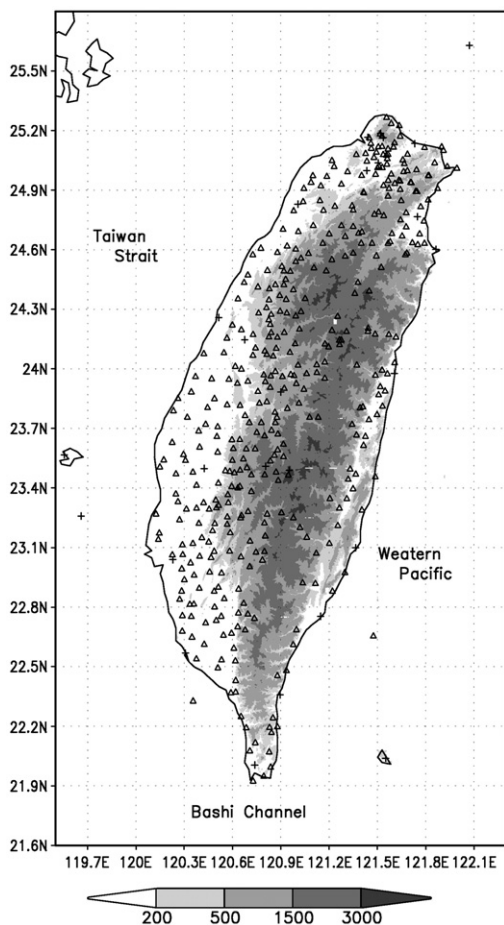 25.5N
25.2N
24.9N
24.6N
Taiwan
Strait
24.3N
24N
23.7N
23.4N
23.1N
Weatern
Pacific
22.8N
22.5N
22.2N
21.9N
Bashi Channel
21.6N
119.7E 120E 120.3E 120.6E 120.9E 121.2E 121.5E 121.8E 122.1E
200 500 1500 3000